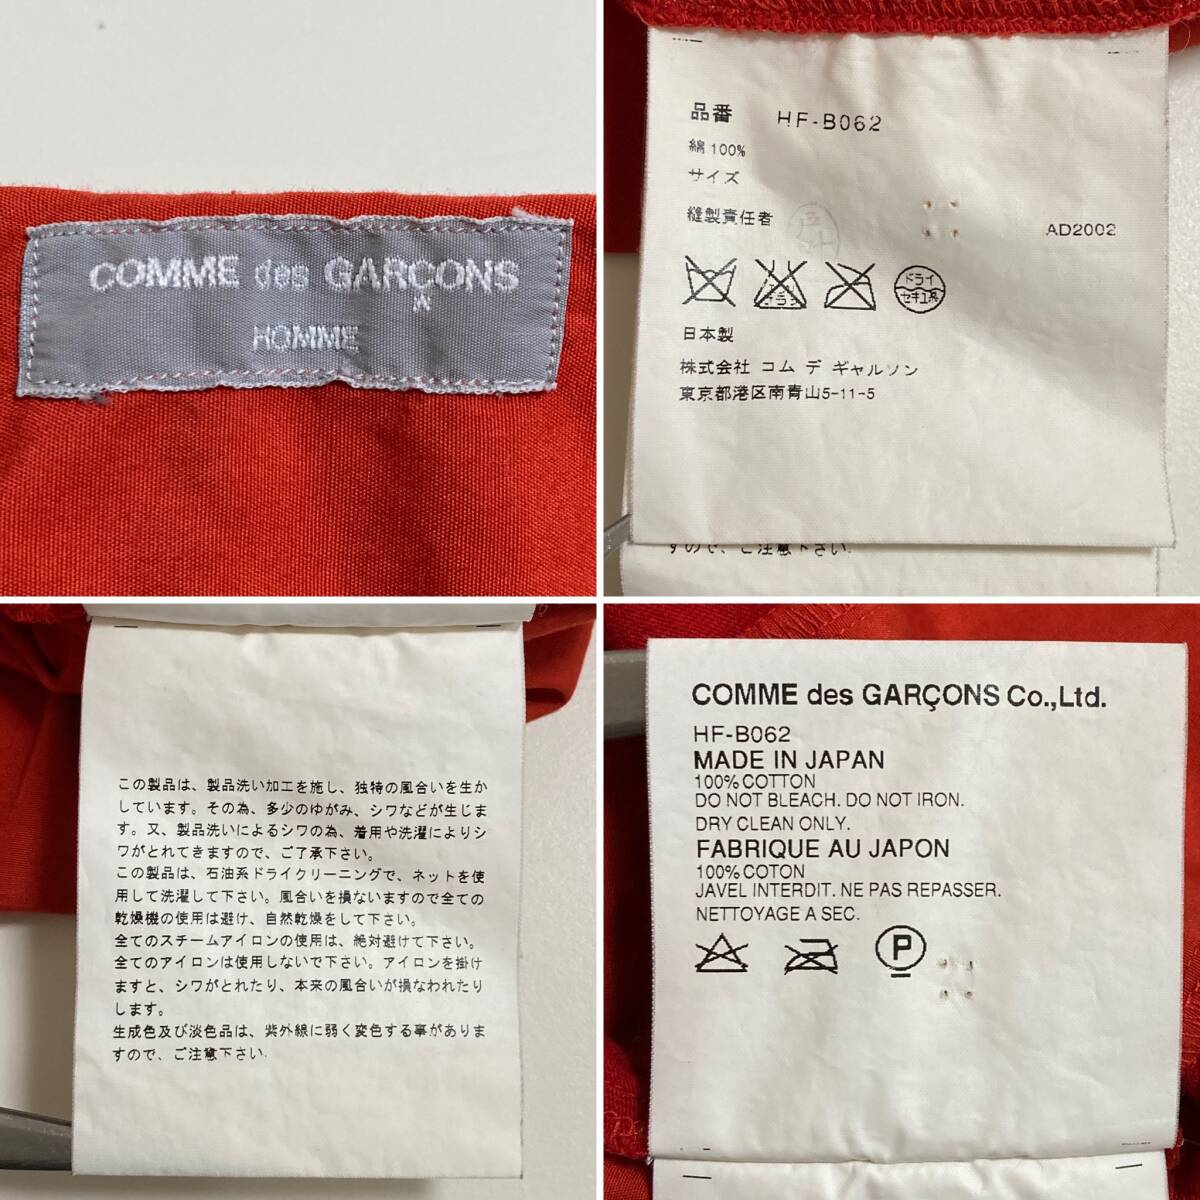 COMME des GARÇONS
HOMME
品番 HF-B062
綿 100%
サイズ
縫製責任者
AD2002
ドライ
セキユ系
日本製
株式会社 コム デ ギャルソン
東京都港区南青山5-11-5
すので、ご注意下さい.
この製品は、製品洗い加工を施し、独特の風合いを生か
しています。その為、多少のゆがみ、シワなどが生じま
す。又、製品洗いによるシワの為、着用や洗濯によりシ
ワがとれてきますので、ご了承下さい。
この製品は、石油系ドライクリーニングで、ネットを使
用して洗濯して下さい。風合いを損ないますので全ての
乾燥機の使用は避け、自然乾燥をして下さい。
全てのスチームアイロンの使用は、絶対避けて下さい。
全てのアイロンは使用しないで下さい。アイロンを掛け
ますと、シワがとれたり、本来の風合いが損なわれたり
します。
生成色及び淡色品は、紫外線に弱く変色する事がありま
すので、ご注意下さい.
COMME des GARÇONS Co.,Ltd.
HF-B062
MADE IN JAPAN
100% COTTON
DO NOT BLEACH. DO NOT IRON.
DRY CLEAN ONLY.
FABRIQUE AU JAPON
100% COTON
JAVEL INTERDIT. NE PAS REPASSER.
NETTOYAGE A SEC.
P